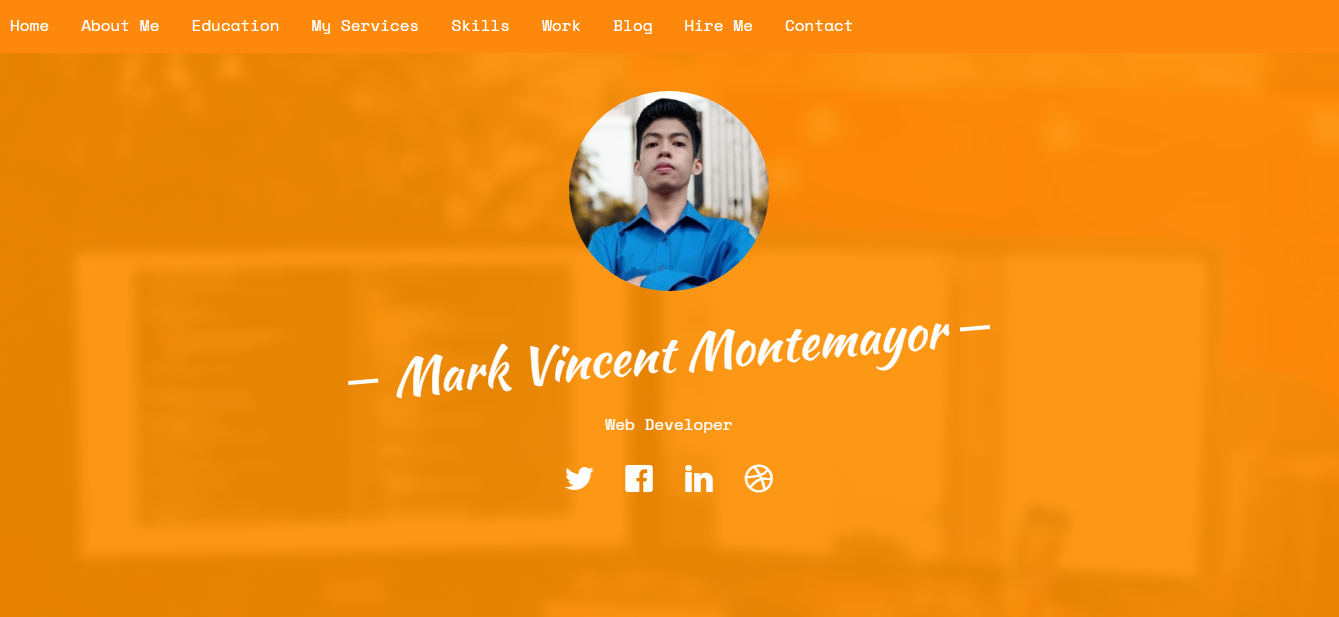 Home About Me Education My Services Skills Work Blog Hire Me Contact
– Mark Vincent Montemayor –
Web Developer